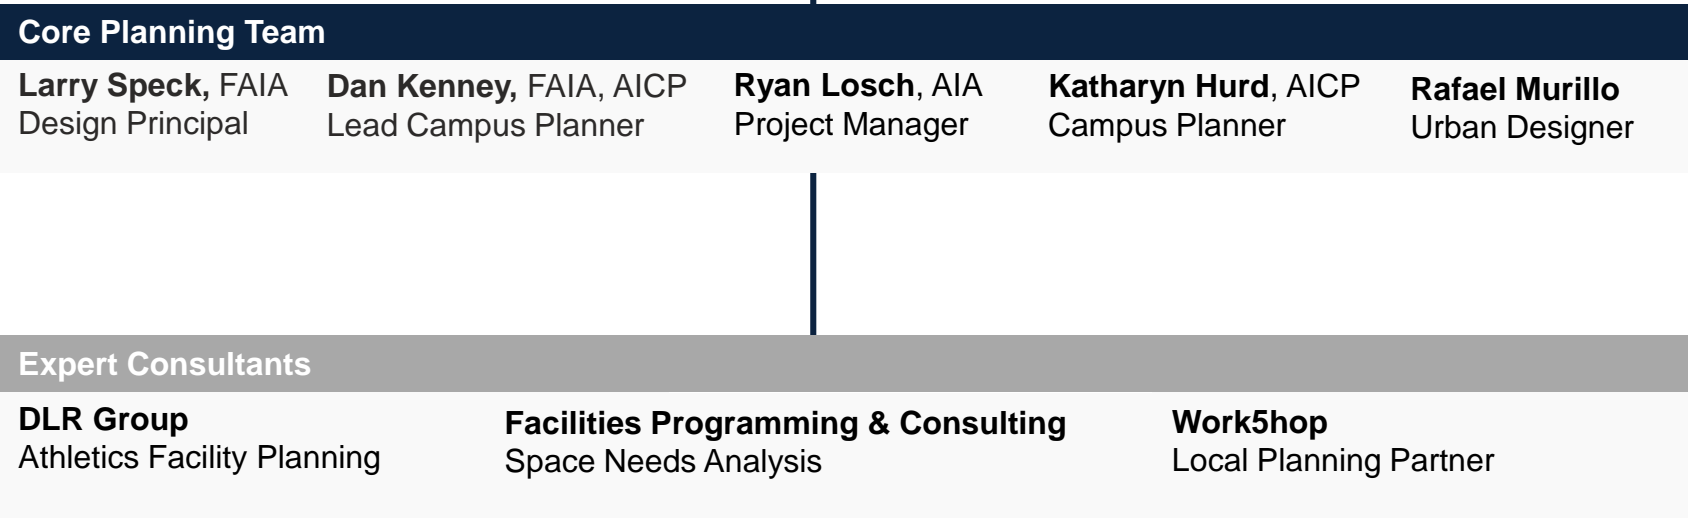 Core Planning Team
Larry Speck, FAIA
Design Principal
Dan Kenney, FAIA, AICP
Lead Campus Planner
Ryan Losch, AIA
Project Manager
Katharyn Hurd, AICP
Campus Planner
Rafael Murillo
Urban Designer
Expert Consultants
DLR Group
Athletics Facility Planning
Facilities Programming & Consulting
Space Needs Analysis
Work5hop
Local Planning Partner